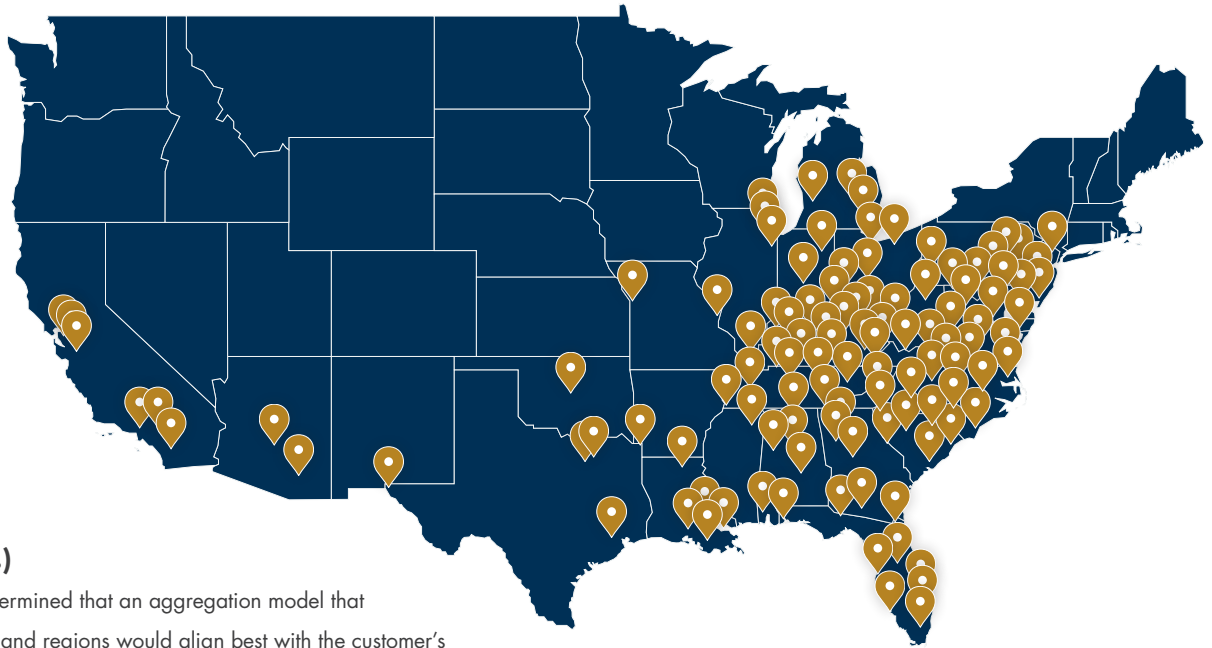 )
ermined that an aggregation model that
and regions would align best with the customer’s